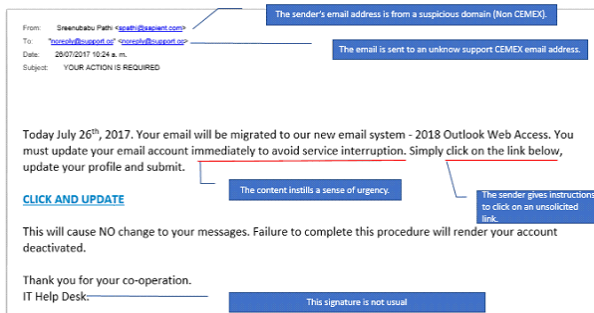 The sender's email address is from a suspicious domain (Non CEMEX).
From: Sreenubabu Pathi <spathi@sapient.com>
To: "noreply@support.cc" <noreply@support.cc>
The email is sent to an unknow support CEMEX email address.
Date: 26/07/2017 10:24 a. m.
Subject: YOUR ACTION IS REQUIRED
Today July 26th, 2017. Your email will be migrated to our new email system - 2018 Outlook Web Access. You
must update your email account immediately to avoid service interruption. Simply click on the link below,
update your profile and submit.
The content instills a sense of urgency.
The sender gives instructions
to click on an unsolicited
link.
CLICK AND UPDATE
This will cause NO change to your messages. Failure to complete this procedure will render your account
deactivated.
Thank you for your co-operation.
IT Help Desk.
This signature is not usual